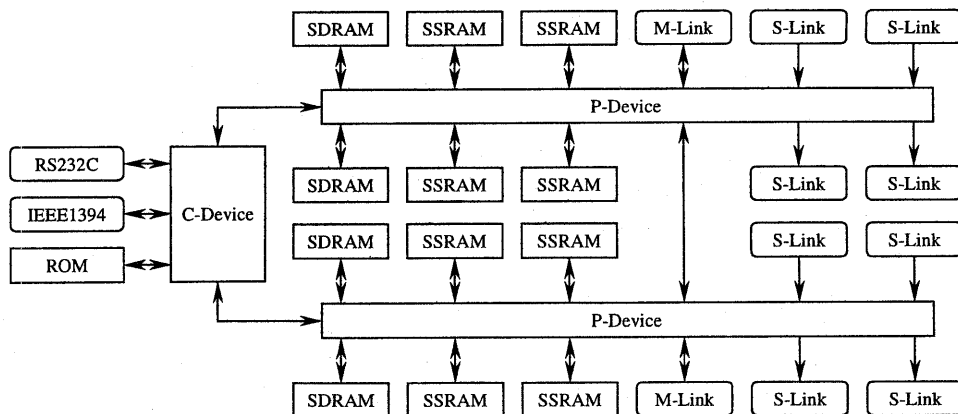 SDRAM SSRAM SSRAM M-Link S-Link S-Link
P-Device
RS232C
IEEE1394
ROM
C-Device
SDRAM SSRAM SSRAM S-Link S-Link
SDRAM SSRAM SSRAM S-Link S-Link
P-Device
SDRAM SSRAM SSRAM M-Link S-Link S-Link